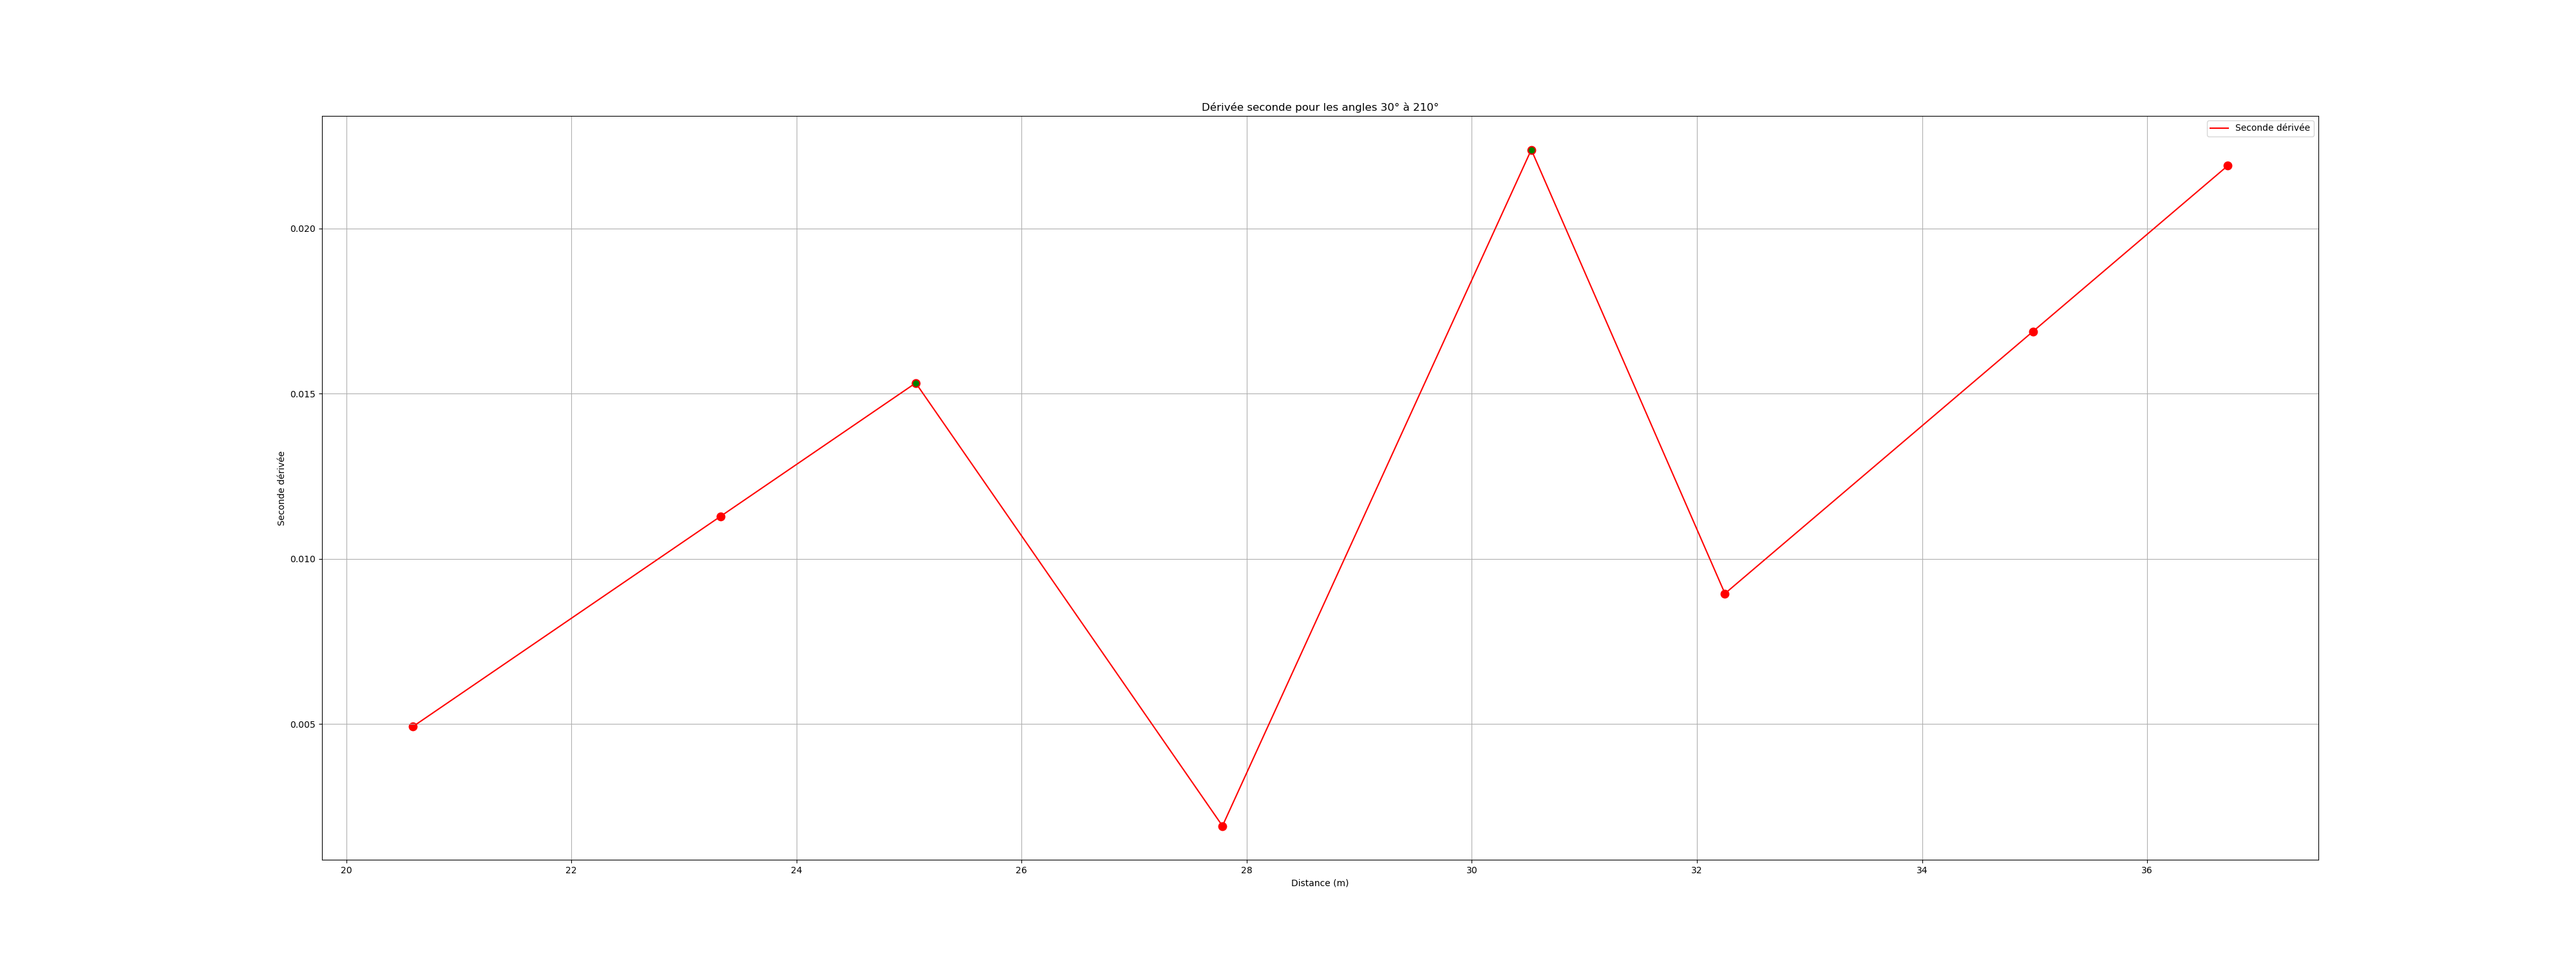 Dérivée seconde pour les angles 30° à 210°
Seconde dérivée
0.020
0.015
0.010
0.005
Seconde dérivée
20 22 24 26 28 30 32 34 36
Distance (m)